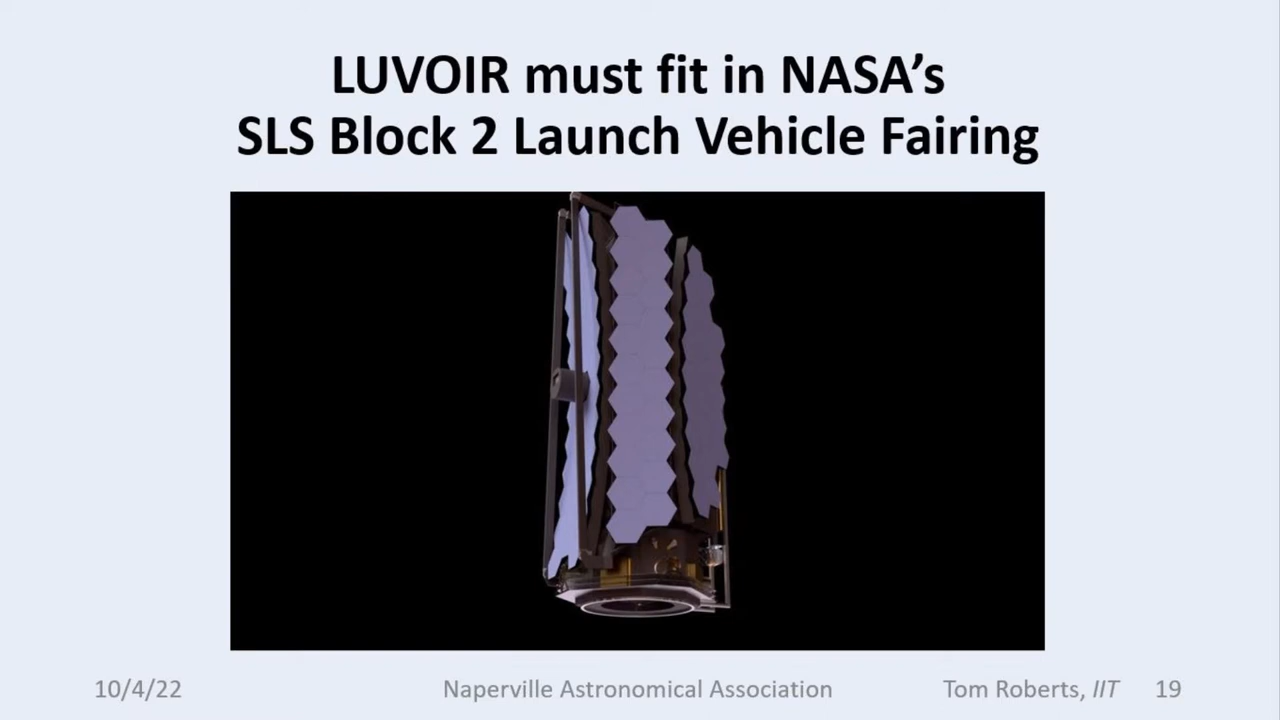 LUVOIR must fit in NASA’s
SLS Block 2 Launch Vehicle Fairing
10/4/22 Naperville Astronomical Association Tom Roberts, IIT 19